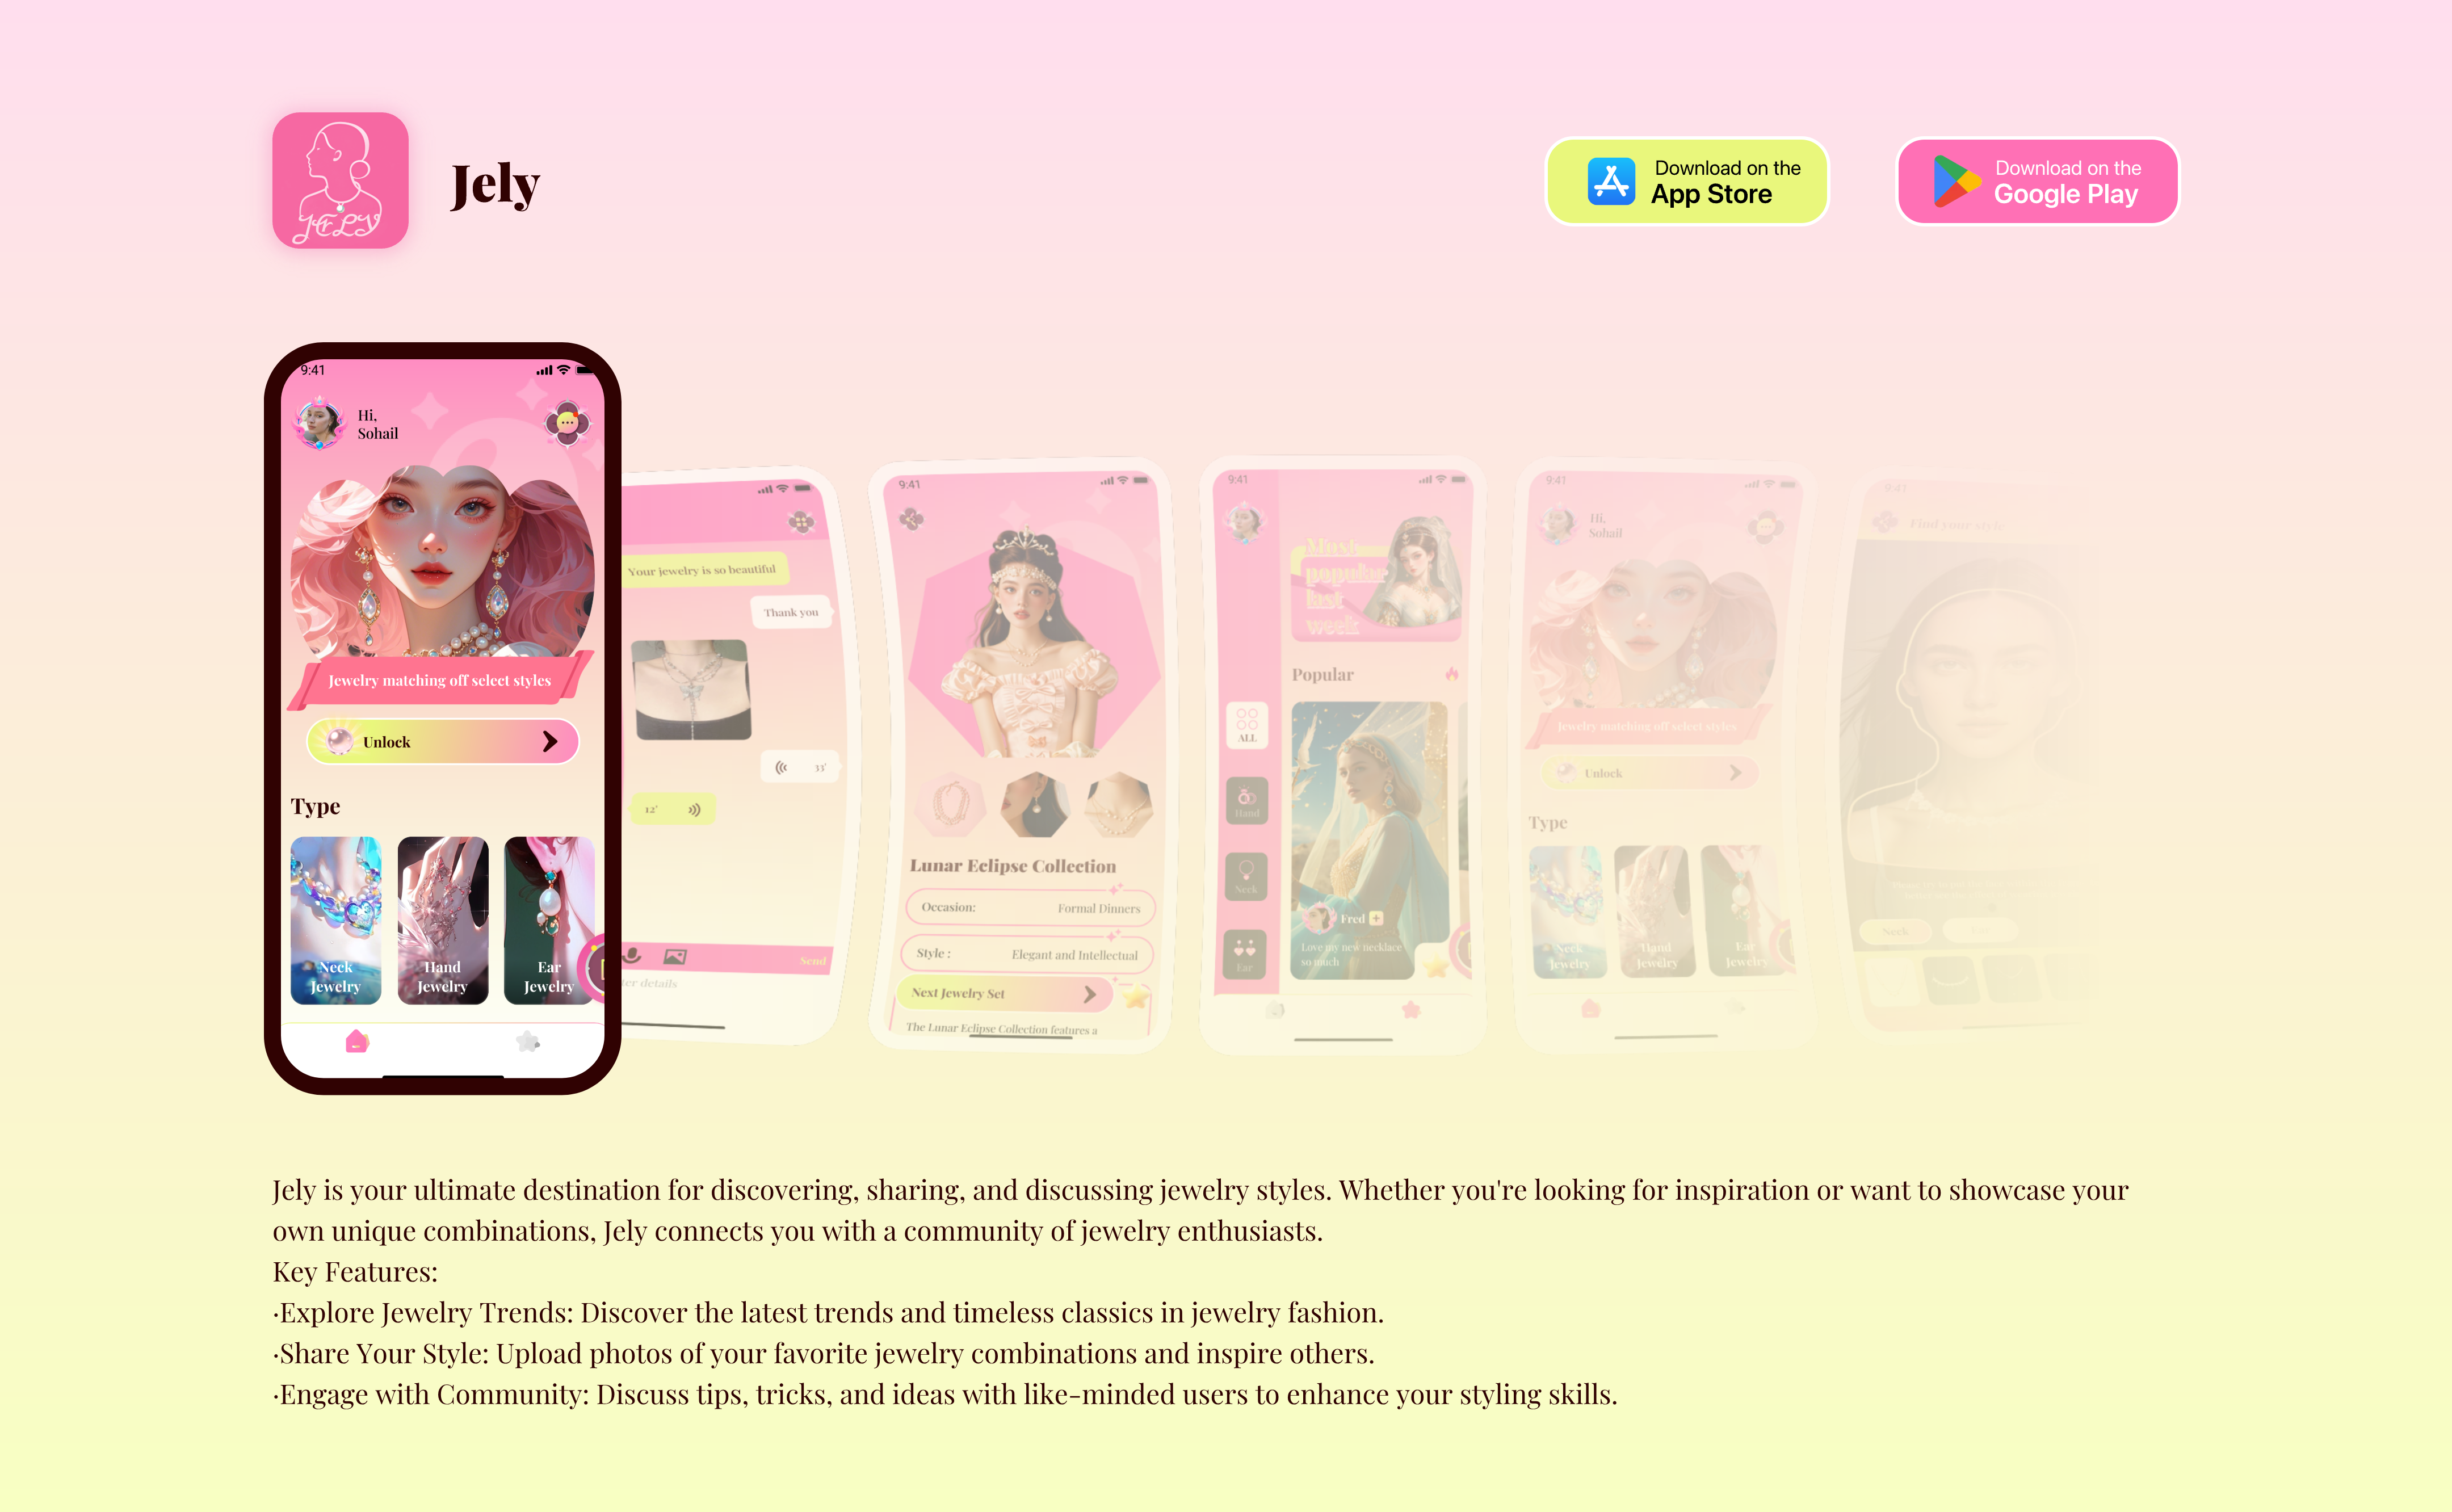 JELY
Jely
Download on the
App Store
Download on the
Google Play
9:41
Hi,
Sohail
Jewelry matching off select styles
Unlock
Type
Neck
Jewelry
Hand
Jewelry
Ear
Jewelry
Your jewelry is so beautiful
Thank you
33'
12'
Send
details
9:41
Lunar Eclipse Collection
Occasion: Formal Dinners
Style : Elegant and Intellectual
Next Jewelry Set
The Lunar Eclipse Collection features a
9:41
Most
popular
last
week
Popular
ALL
Hand
Neck
Ear
Fred
Love my new necklace
so much
9:41
Hi,
Sohail
Jewelry matching off select styles
Unlock
Type
Neck
Jewelry
Hand
Jewelry
Ear
Jewelry
9:41
Find your style
Neck
Jely is your ultimate destination for discovering, sharing, and discussing jewelry styles. Whether you're looking for inspiration or want to showcase your
own unique combinations, Jely connects you with a community of jewelry enthusiasts.
Key Features:
·Explore Jewelry Trends: Discover the latest trends and timeless classics in jewelry fashion.
·Share Your Style: Upload photos of your favorite jewelry combinations and inspire others.
·Engage with Community: Discuss tips, tricks, and ideas with like-minded users to enhance your styling skills.